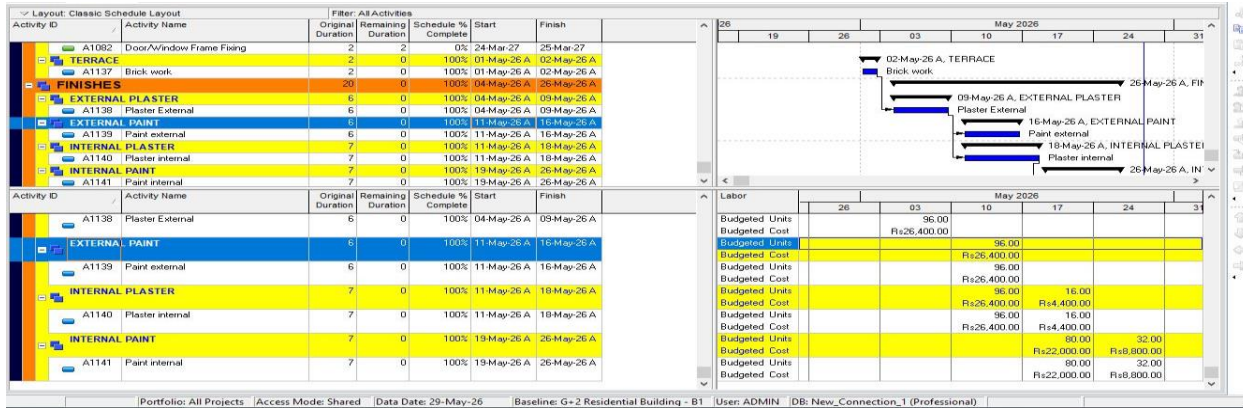 Layout: Classic Schedule Layout Filter: All Activities
Activity ID Activity Name Original Duration Remaining Duration Schedule % Complete Start Finish 26 May 2026
19 26 03 10 17 24 31
A1082 Door/Window Frame Fixing 2 2 0% 24-Mar-27 25-Mar-27
TERRACE 2 0 100% 01-May-26 A 02-May-26 A 02-May-26 A, TERRACE
A1137 Brick work 2 0 100% 01-May-26 A 02-May-26 A Brick work
FINISHES 20 0 100% 04-May-26 A 26-May-26 A 26-May-26 A, FIN
EXTERNAL PLASTER 6 0 100% 04-May-26 A 09-May-26 A 09-May-26 A, EXTERNAL PLASTER
A1138 Plaster External 6 0 100% 04-May-26 A 09-May-26 A Plaster External
EXTERNAL PAINT 6 0 100% 11-May-26 A 16-May-26 A 16-May-26 A, EXTERNAL PAINT
A1139 Paint external 6 0 100% 11-May-26 A 16-May-26 A Paint external
INTERNAL PLASTER 7 0 100% 11-May-26 A 18-May-26 A 18-May-26 A, INTERNAL PLASTE
A1140 Plaster internal 7 0 100% 11-May-26 A 18-May-26 A Plaster internal
INTERNAL PAINT 7 0 100% 19-May-26 A 26-May-26 A 26-May-26 A, IN
A1141 Paint internal 7 0 100% 19-May-26 A 26-May-26 A
Activity ID Activity Name Original Duration Remaining Duration Schedule % Complete Start Finish Labor May 2026
26 03 10 17 24 31
A1138 Plaster External 6 0 100% 04-May-26 A 09-May-26 A Budgeted Units 96.00
Budgeted Cost Rs26,400.00
EXTERNAL PAINT 6 0 100% 11-May-26 A 16-May-26 A Budgeted Units 96.00
Budgeted Cost Rs26,400.00
A1139 Paint external 6 0 100% 11-May-26 A 16-May-26 A Budgeted Units 96.00
Budgeted Cost Rs26,400.00
INTERNAL PLASTER 7 0 100% 11-May-26 A 18-May-26 A Budgeted Units 96.00 16.00
Budgeted Cost Rs26,400.00 Rs4,400.00
A1140 Plaster internal 7 0 100% 11-May-26 A 18-May-26 A Budgeted Units 96.00 16.00
Budgeted Cost Rs26,400.00 Rs4,400.00
INTERNAL PAINT 7 0 100% 19-May-26 A 26-May-26 A Budgeted Units 80.00 32.00
Budgeted Cost Rs22,000.00 Rs8,800.00
A1141 Paint internal 7 0 100% 19-May-26 A 26-May-26 A Budgeted Units 80.00 32.00
Budgeted Cost Rs22,000.00 Rs8,800.00
Portfolio: All Projects Access Mode: Shared Data Date: 29-May-26 Baseline: G+2 Residential Building - B1 User: ADMIN DB: New_Connection_1 (Professional)